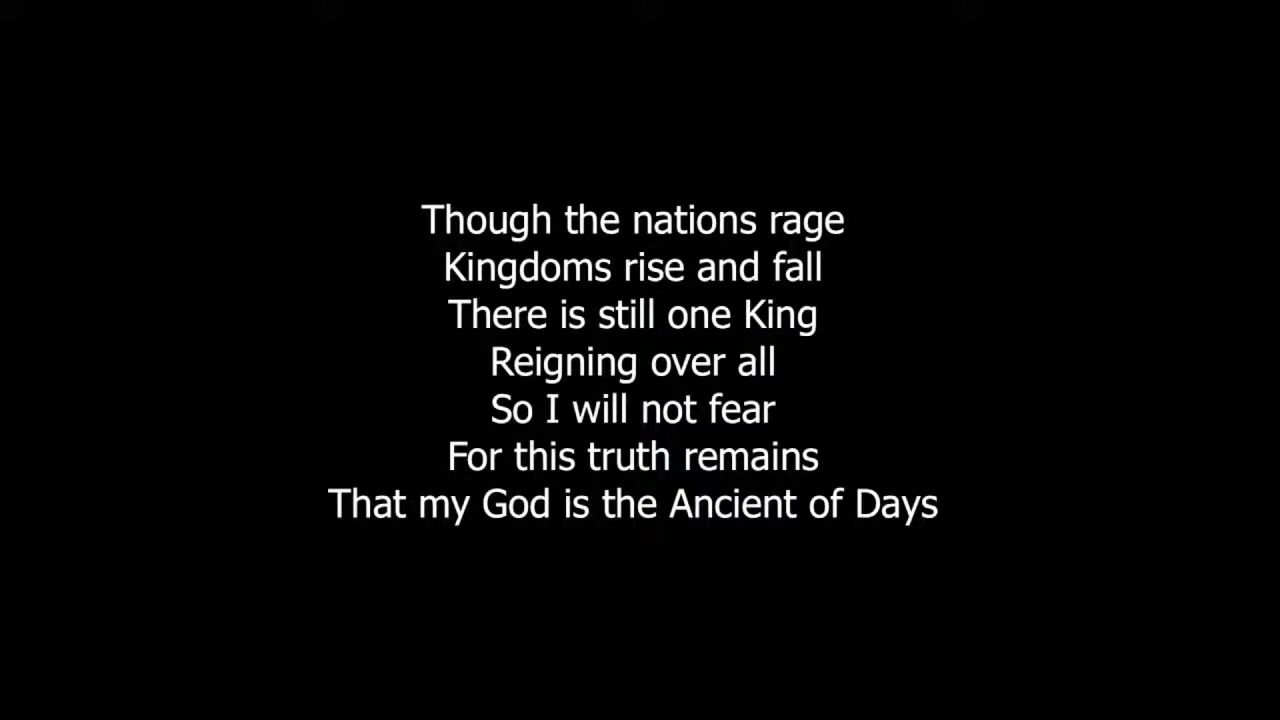 Though the nations rage
Kingdoms rise and fall
There is still one King
Reigning over all
So I will not fear
For this truth remains
That my God is the Ancient of Days